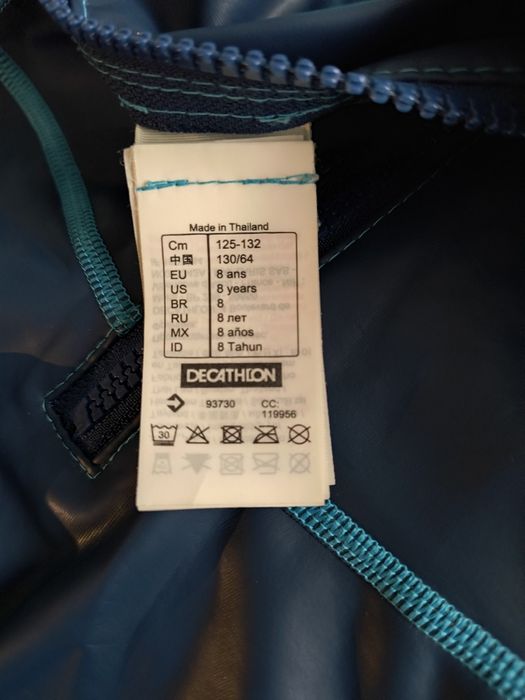 Made in Thailand
Cm 125-132
中国 130/64
EU 8 ans
US 8 years
BR 8
RU 8 лет
MX 8 años
ID 8 Tahun
DECATHLON
93730 CC: 119956
30